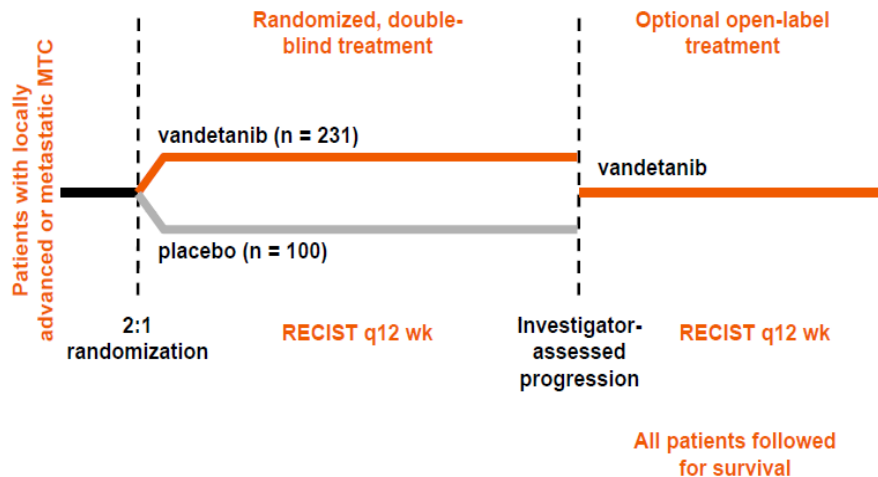 Patients with locally
advanced or metastatic MTC
Randomized, double-
blind treatment
Optional open-label
treatment
vandetanib (n = 231)
vandetanib
placebo (n = 100)
2:1
randomization
RECIST q12 wk
Investigator-
assessed
progression
RECIST q12 wk
All patients followed
for survival